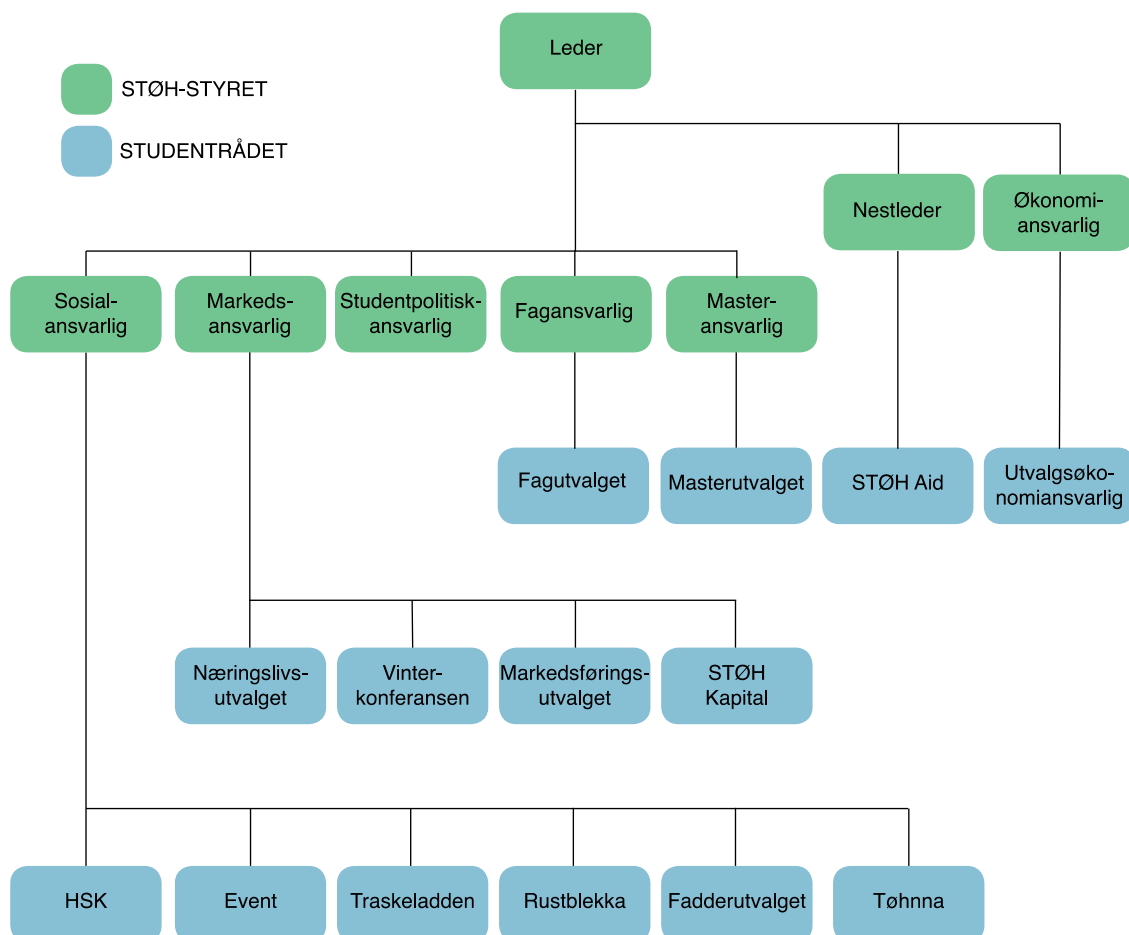 Leder
STØH-STYRET
STUDENTRÅDET
Nestleder
Økonomi-
ansvarlig
Sosial-
ansvarlig
Markeds-
ansvarlig
Studentpolitisk-
ansvarlig
Fagansvarlig
Master-
ansvarlig
Fagutvalget
Masterutvalget
STØH Aid
Utvalgsøko-
nomiansvarlig
Næringslivs-
utvalget
Vinter-
konferansen
Markedsførings-
utvalget
STØH
Kapital
HSK
Event
Traskeladden
Rustblekka
Fadderutvalget
Tøhnna